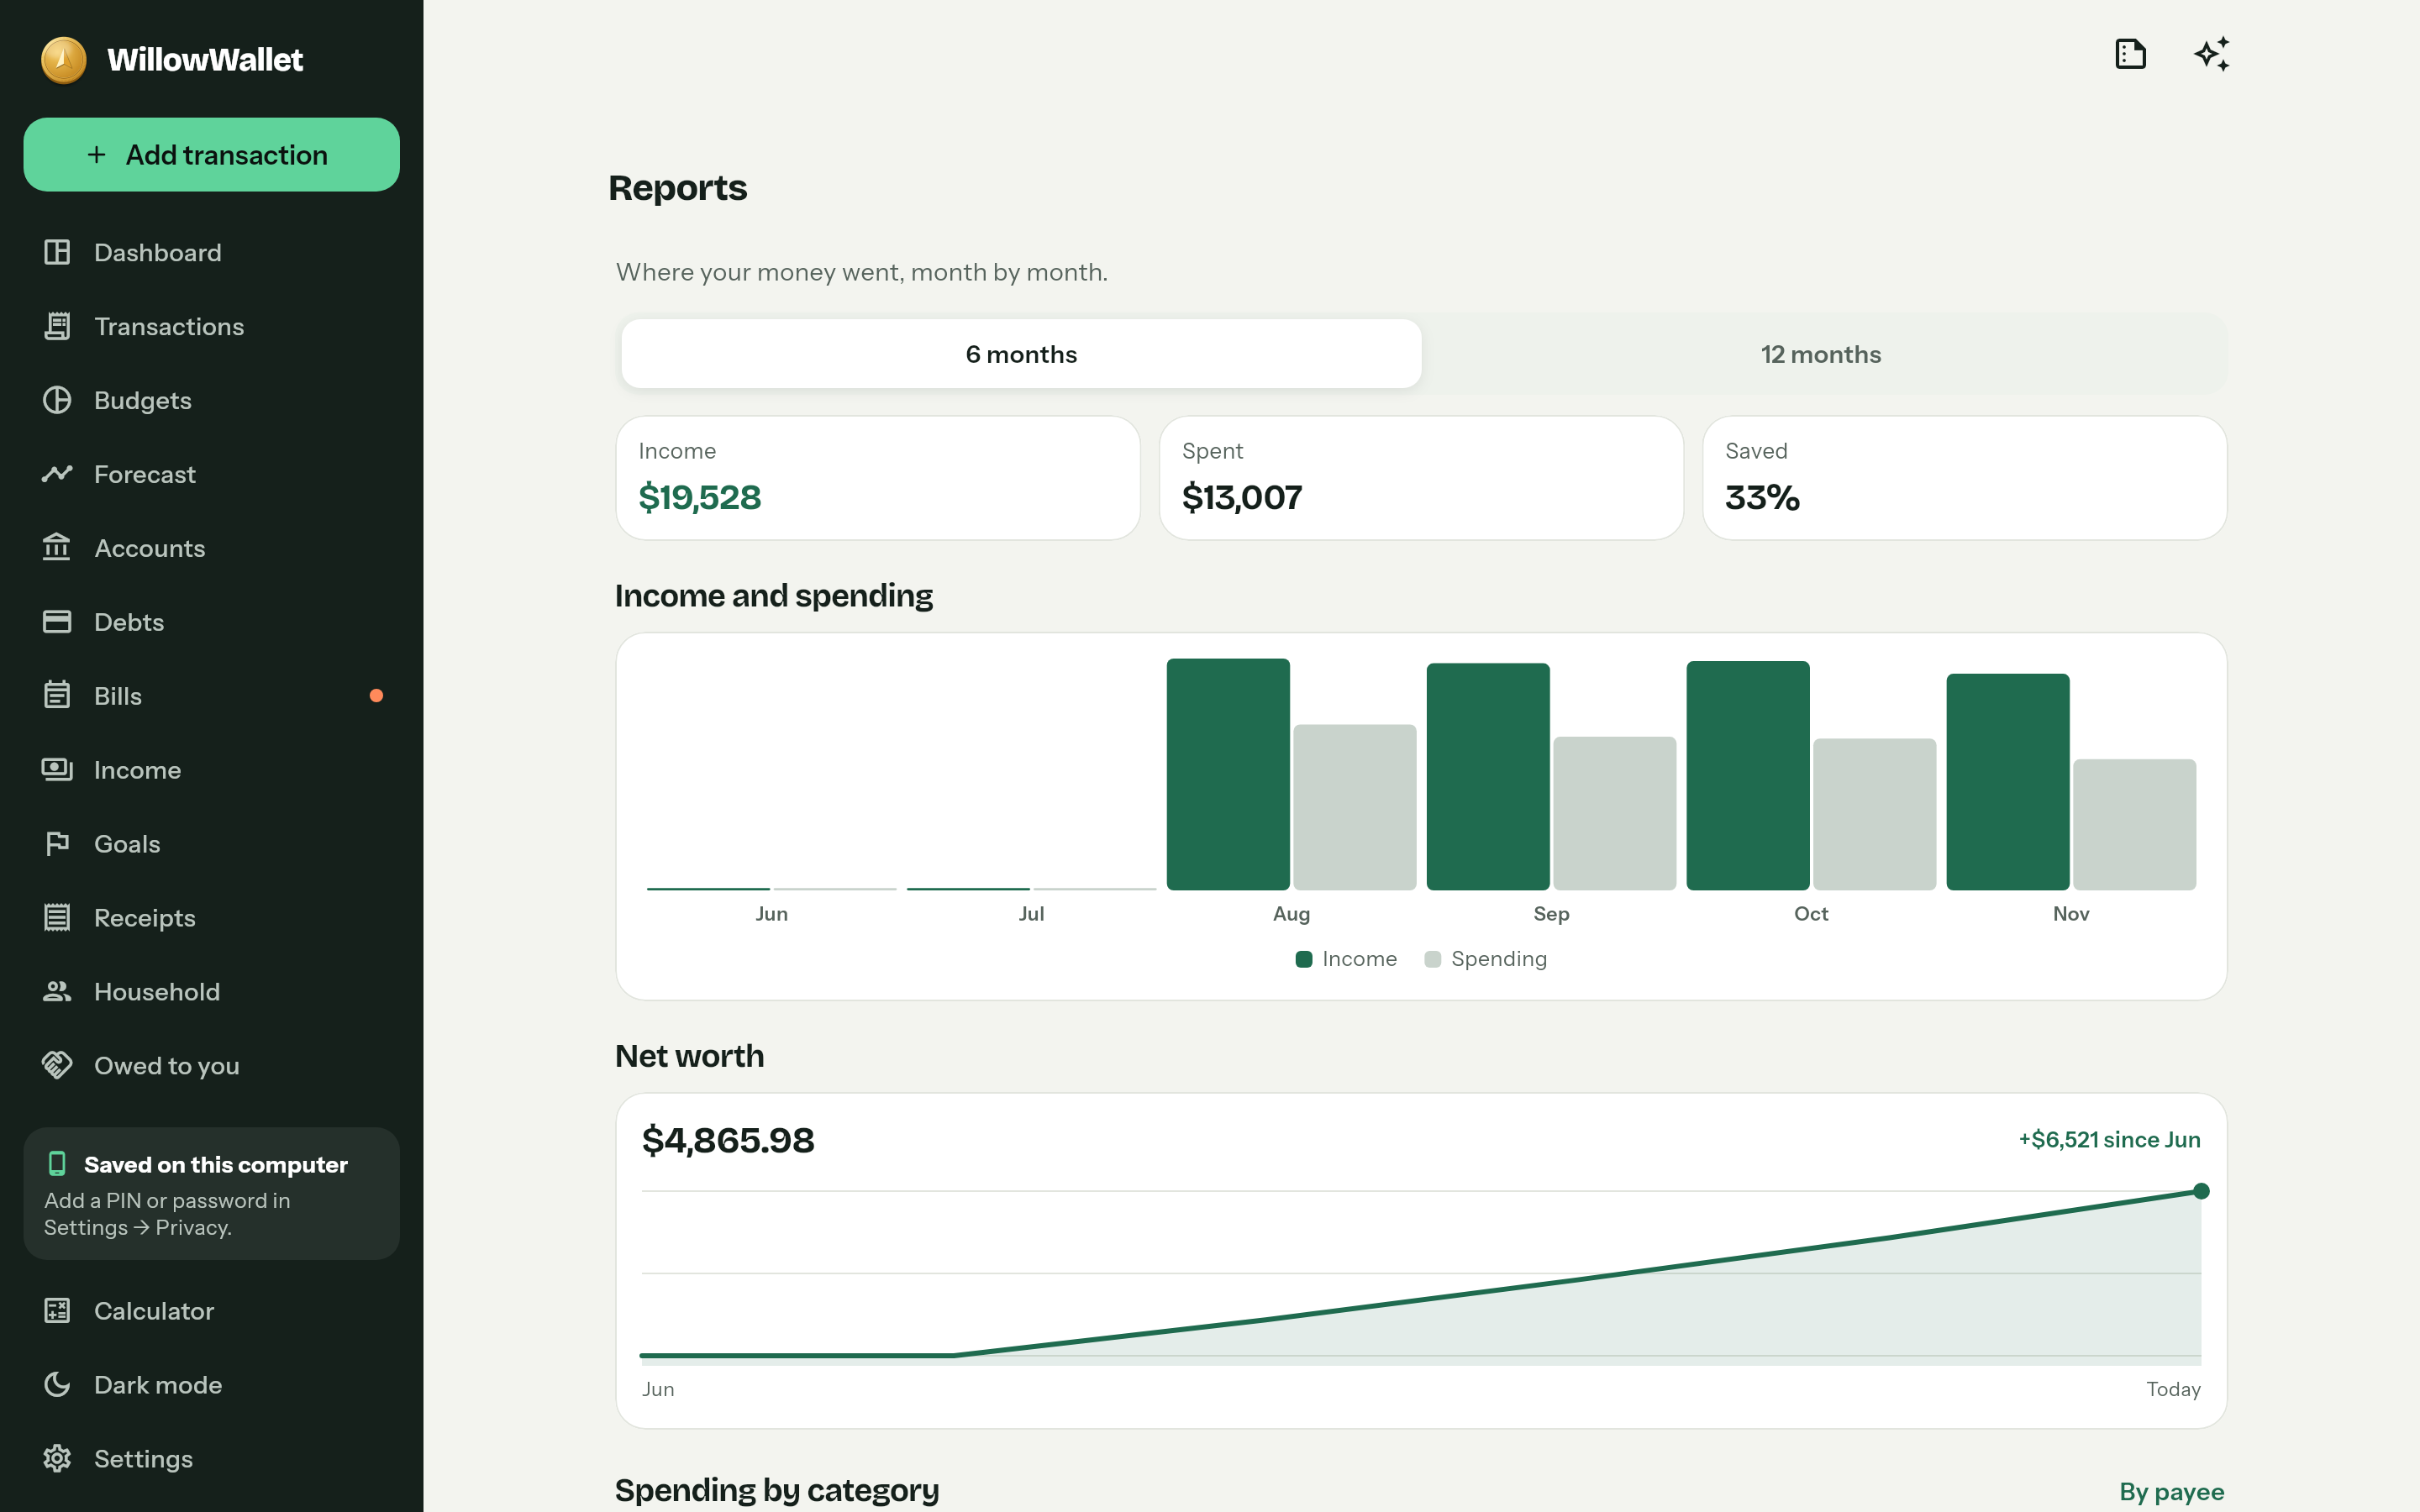 WillowWallet
Add transaction
Dashboard
Transactions
Budgets
Forecast
Accounts
Debts
Bills
Income
Goals
Receipts
Household
Owed to you
Saved on this computer
Add a PIN or password in
Settings → Privacy.
Calculator
Dark mode
Settings
Reports
Where your money went, month by month.
6 months
12 months
Income
$19,528
Spent
$13,007
Saved
33%
Income and spending
Jun Jul Aug Sep Oct Nov
Income Spending
Net worth
$4,865.98
+$6,521 since Jun
Jun
Today
Spending by category
By payee